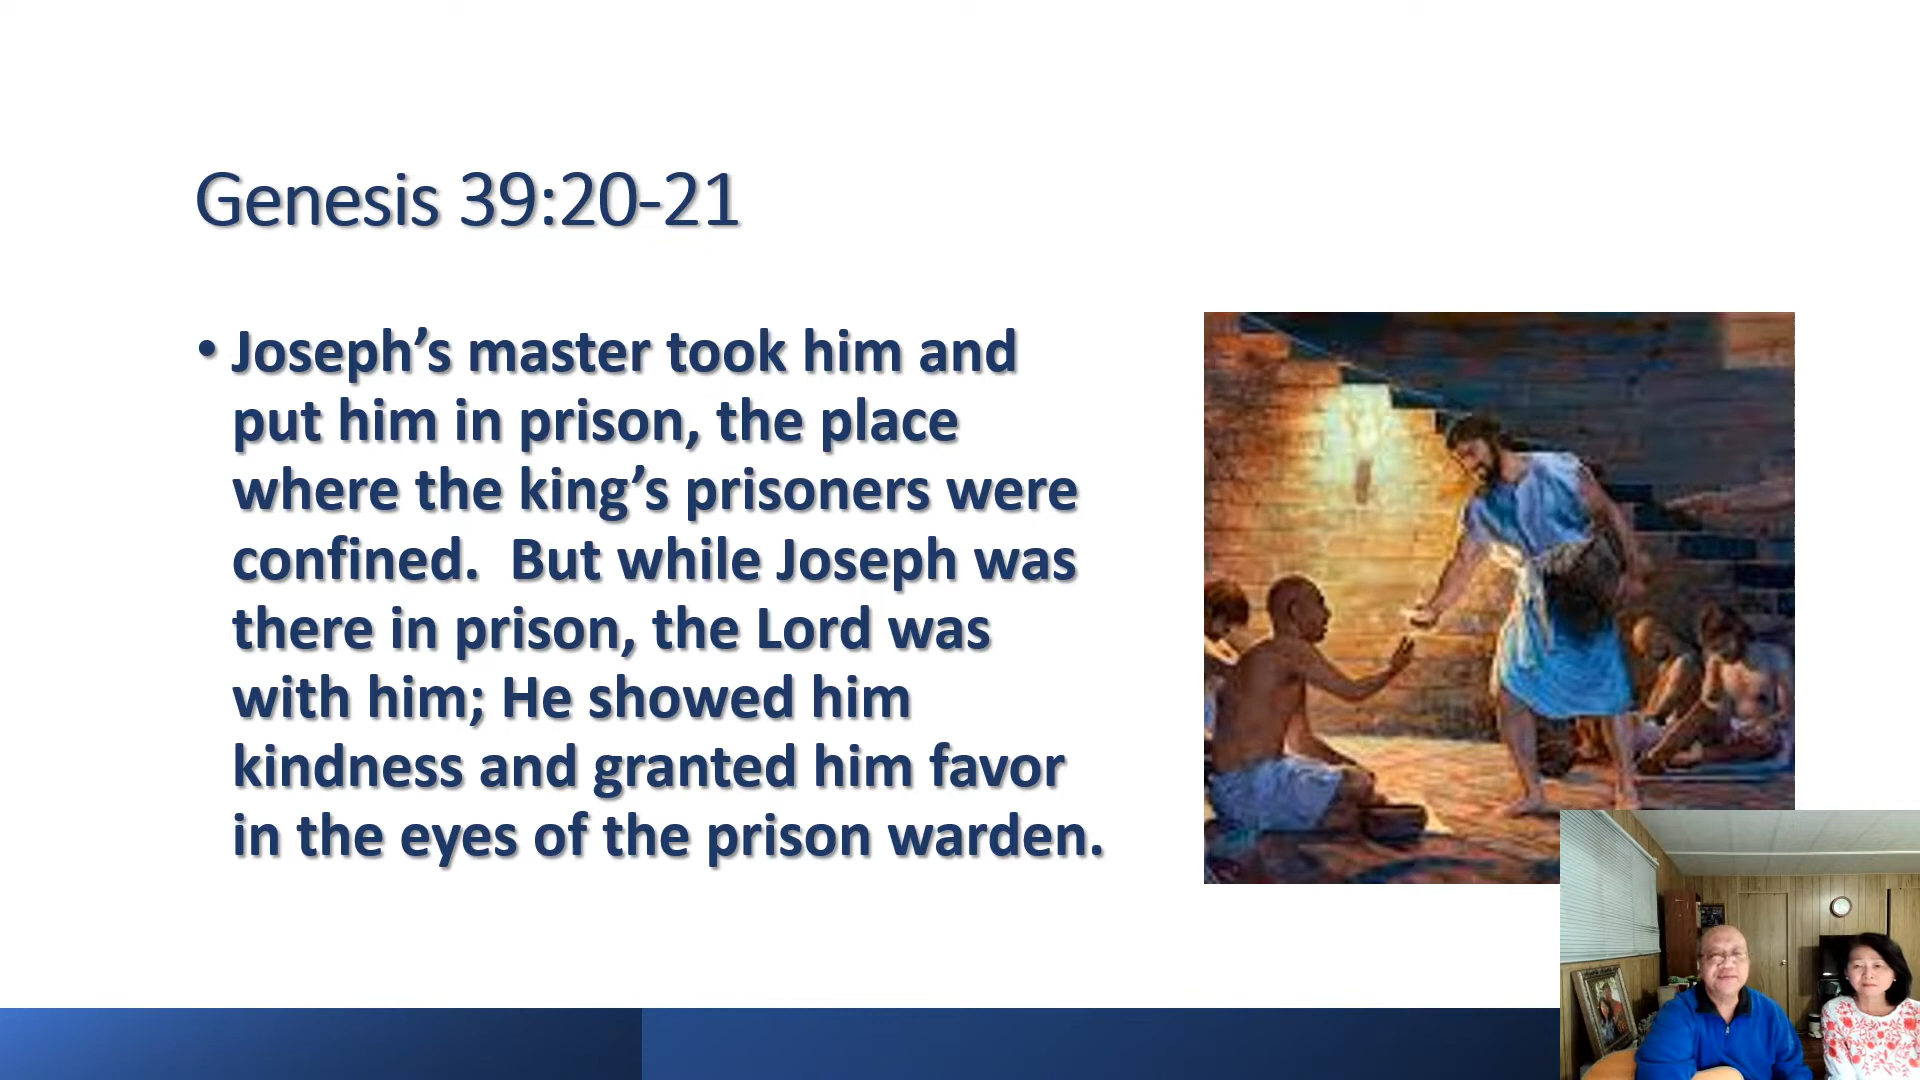 Genesis 39:20-21
• Joseph’s master took him and
put him in prison, the place
where the king’s prisoners were
confined.  But while Joseph was
there in prison, the Lord was
with him; He showed him
kindness and granted him favor
in the eyes of the prison warden.